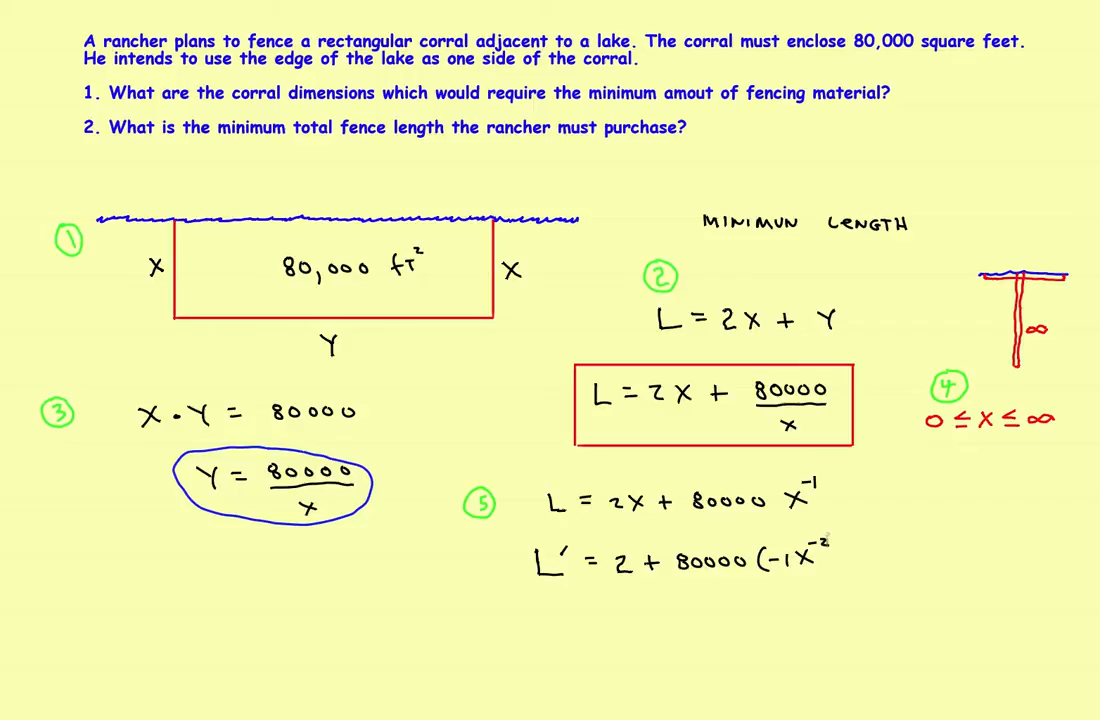 A rancher plans to fence a rectangular corral adjacent to a lake. The corral must enclose 80,000 square feet.
He intends to use the edge of the lake as one side of the corral.
1. What are the corral dimensions which would require the minimum amout of fencing material?
2. What is the minimum total fence length the rancher must purchase?
MINIMUN LENGTH
①
X 80,000 ft² X
Y
②
L = 2X + Y
∞
L = 2X + 80000/x
④
0 ≤ X ≤ ∞
③ X · Y = 80000
Y = 80000/x
⑤ L = 2X + 80000 X⁻¹
L′ = 2 + 80000 (-1X⁻²